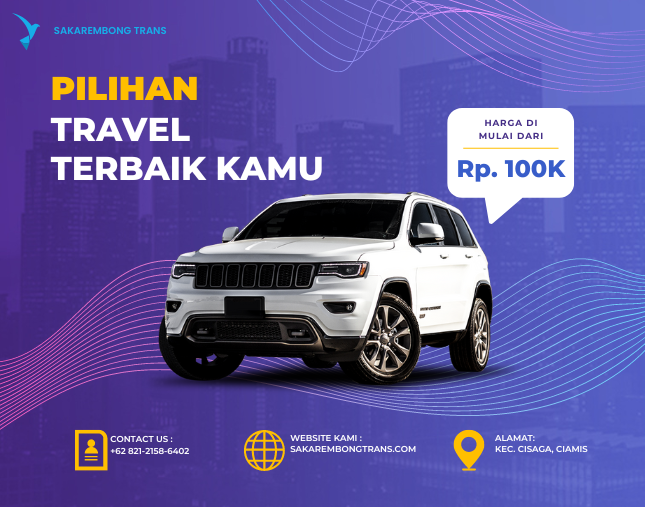 SAKAREMBONG TRANS
PILIHAN
TRAVEL
TERBAIK KAMU
HARGA DI
MULAI DARI
Rp. 100K
CONTACT US :
+62 821-2158-6402
WEBSITE KAMI :
SAKAREMBONGTRANS.COM
ALAMAT:
KEC. CISAGA, CIAMIS